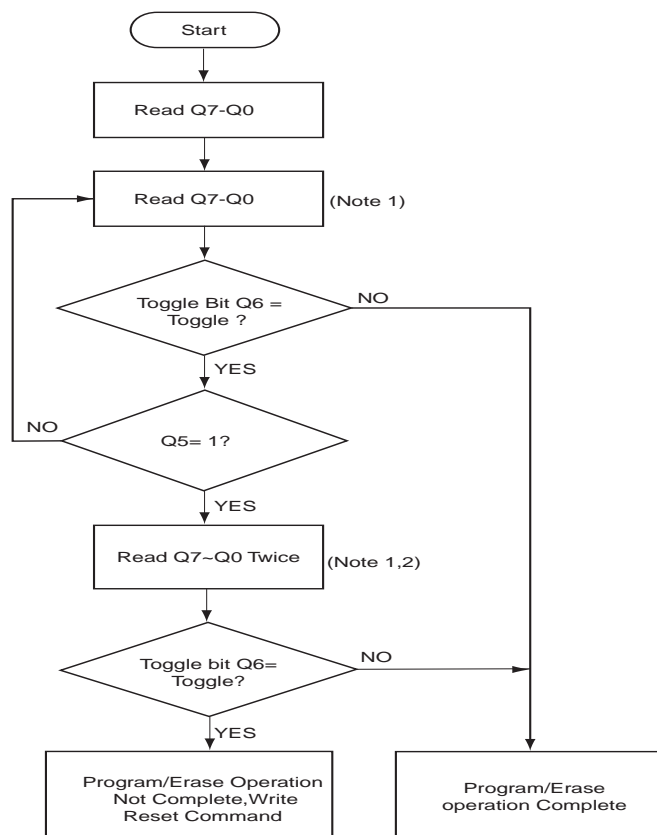 Start
Read Q7-Q0
Read Q7-Q0
(Note 1)
Toggle Bit Q6 =
Toggle ?
NO
YES
NO
Q5= 1?
YES
Read Q7~Q0 Twice
(Note 1,2)
Toggle bit Q6=
Toggle?
NO
YES
Program/Erase Operation
Not Complete,Write
Reset Command
Program/Erase
operation Complete